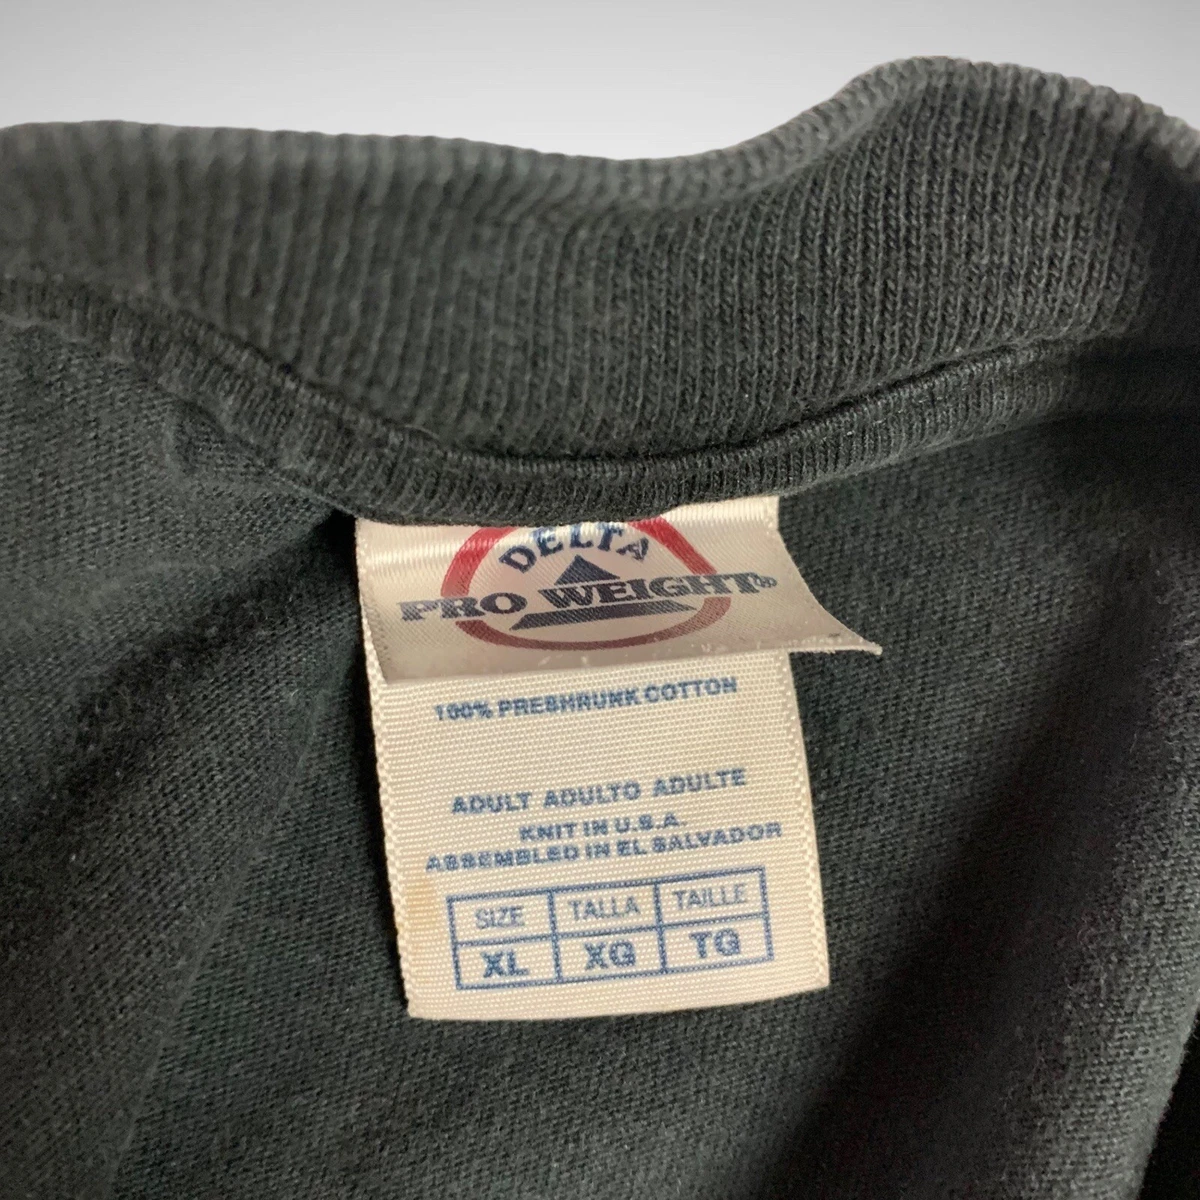 DELTA
PRO WEIGHT®
100% PRESHRUNK COTTON
ADULT ADULTO ADULTE
KNIT IN U.S.A.
ASSEMBLED IN EL SALVADOR
SIZE TALLA TAILLE
XL XG TG